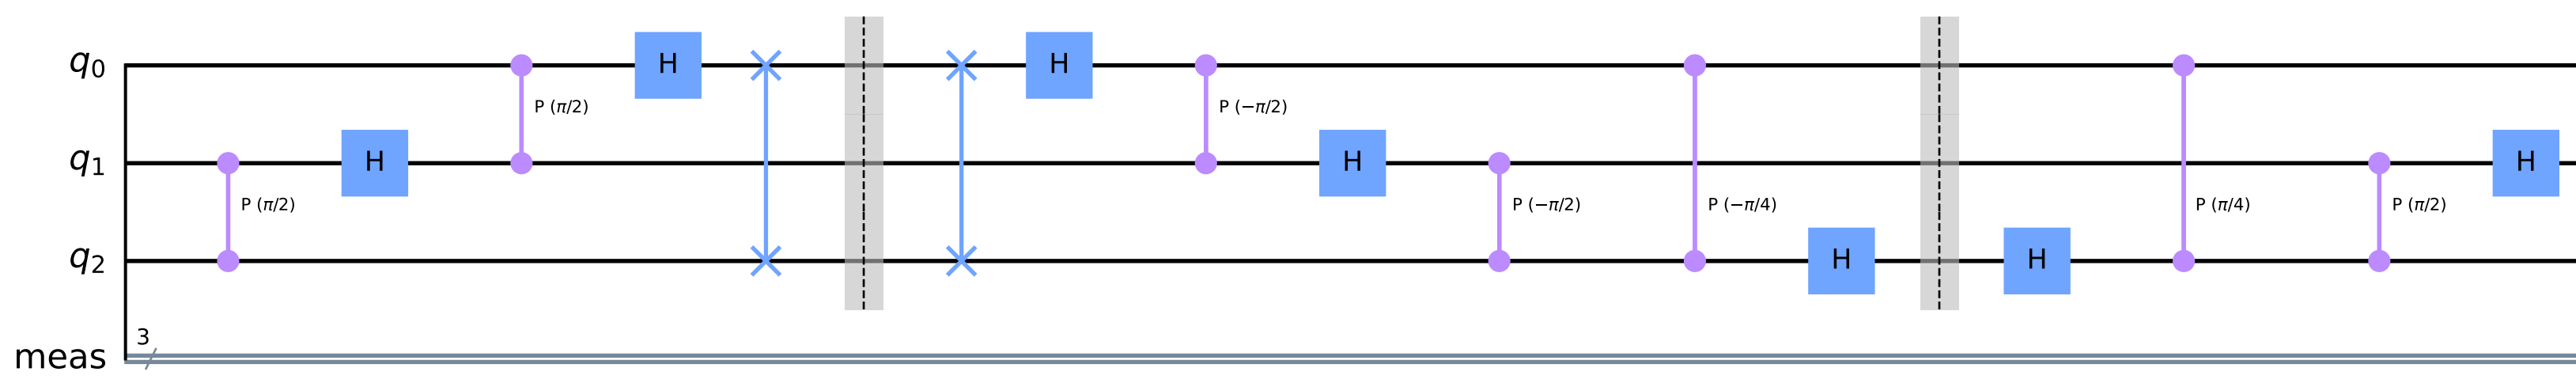 q0 H H
P (π/2) P (−π/2)
q1 H H H
P (π/2) P (−π/2) P (−π/4) P (π/4) P (π/2)
q2 H H
3
meas